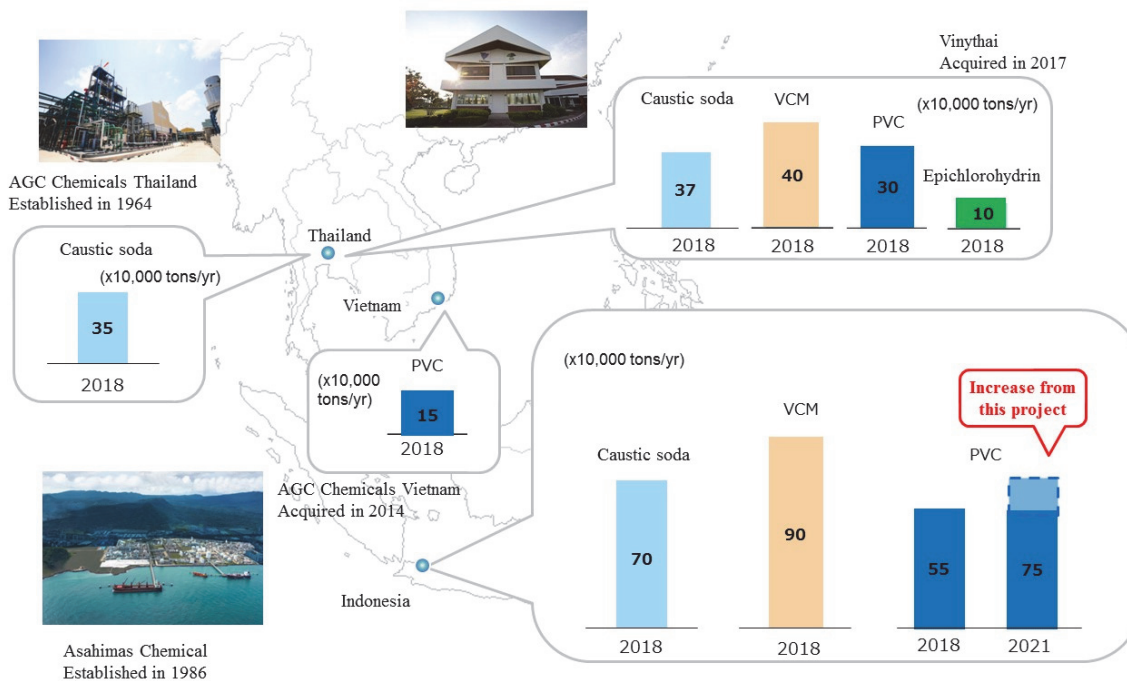 AGC Chemicals Thailand
Established in 1964
Caustic soda
(x10,000 tons/yr)
35
2018
Vinythai
Acquired in 2017
(x10,000 tons/yr)
Caustic soda
37
2018
VCM
40
2018
PVC
30
2018
Epichlorohydrin
10
2018
Thailand
Vietnam
PVC
(x10,000
tons/yr)
15
2018
AGC Chemicals Vietnam
Acquired in 2014
Indonesia
(x10,000 tons/yr)
Caustic soda
70
2018
VCM
90
2018
PVC
55
2018
Increase from
this project
75
2021
Asahimas Chemical
Established in 1986